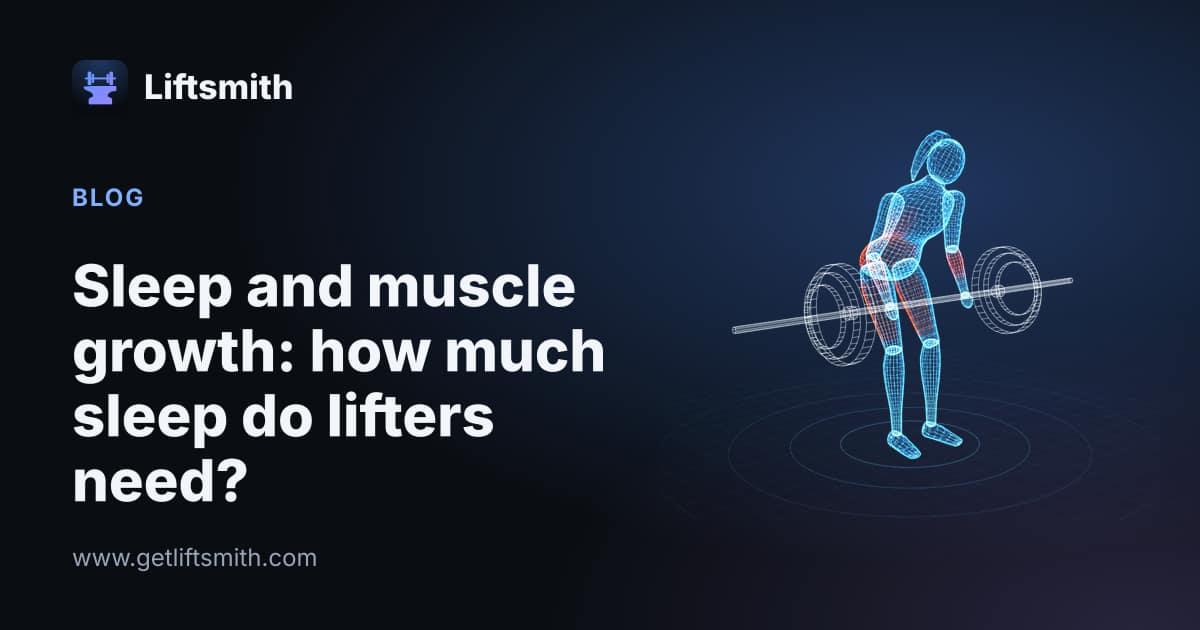 Liftsmith
BLOG
Sleep and muscle
growth: how much
sleep do lifters
need?
www.getliftsmith.com